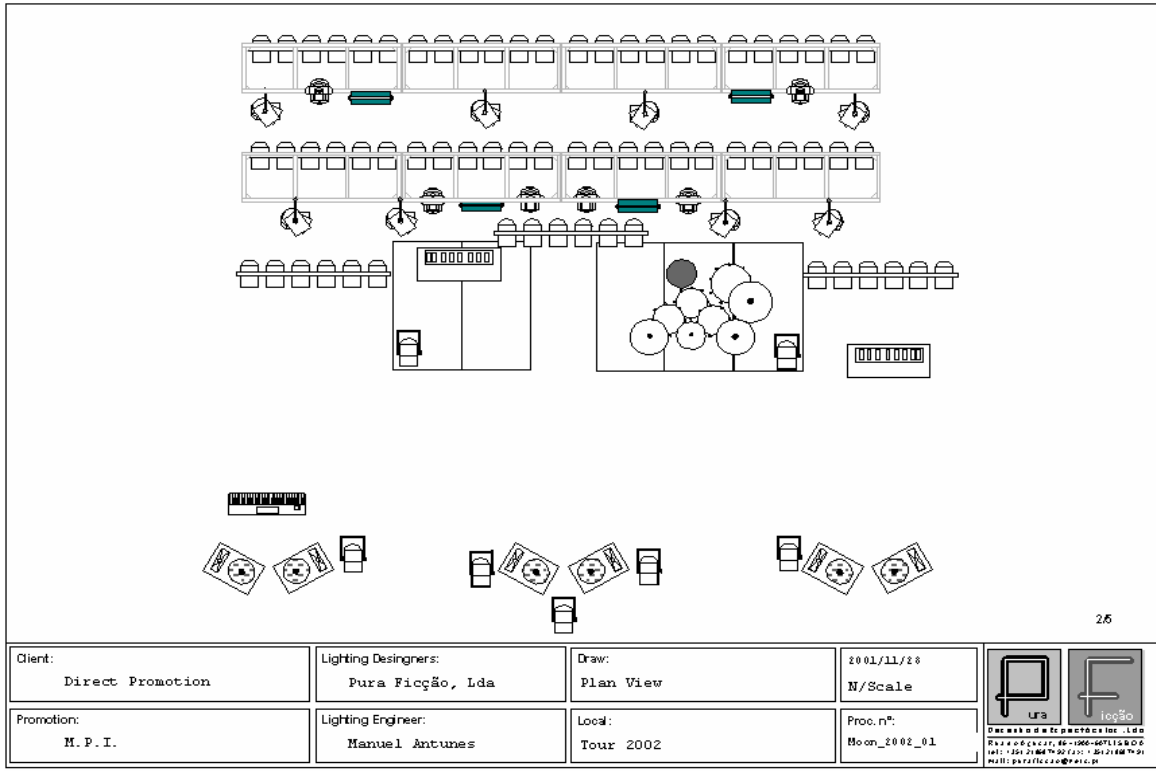 2/5
Client:
Direct Promotion
Lighting Desingners:
Pura Ficção, Lda
Draw:
Plan View
2001/11/28
N/Scale
Promotion:
M.P.I.
Lighting Engineer:
Manuel Antunes
Local:
Tour 2002
Proc. nº:
Moon_2002_01
P ura
F icção